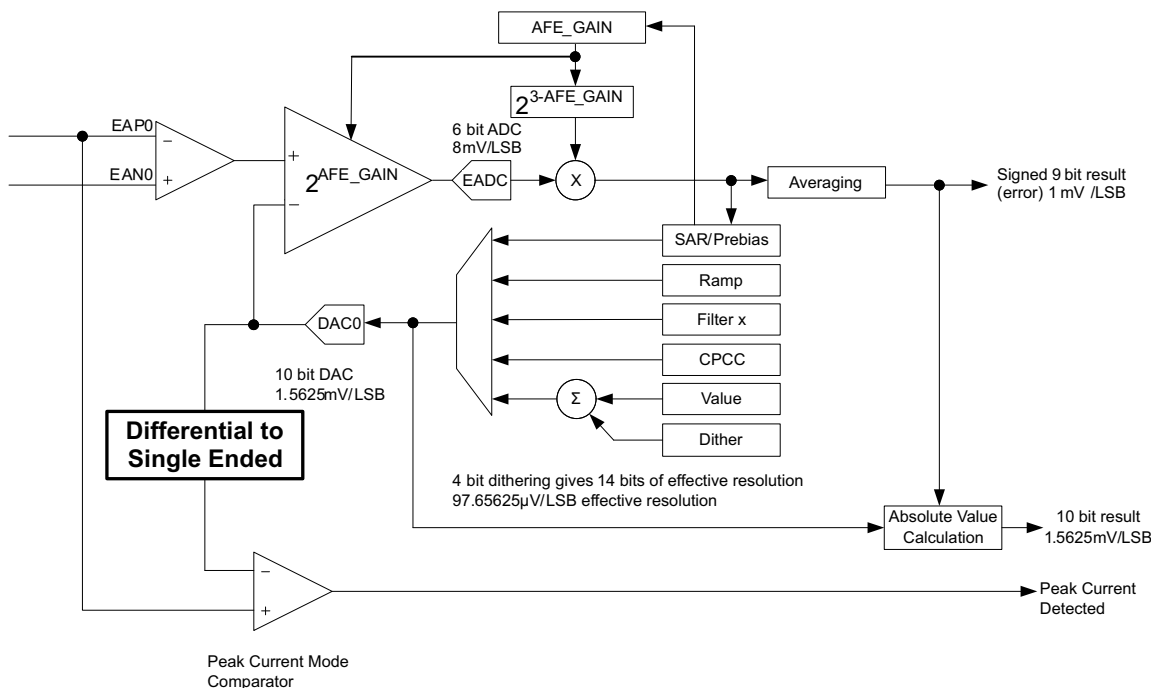 AFE_GAIN
2^3-AFE_GAIN
EAP0
EAN0
−
+
+
−
2^AFE_GAIN
6 bit ADC
8mV/LSB
EADC
X
Averaging
Signed 9 bit result
(error) 1 mV /LSB
SAR/Prebias
Ramp
Filter x
CPCC
Value
Dither
Σ
DAC0
10 bit DAC
1.5625mV/LSB
Differential to
Single Ended
4 bit dithering gives 14 bits of effective resolution
97.65625μV/LSB effective resolution
Absolute Value
Calculation
10 bit result
1.5625mV/LSB
−
+
Peak Current
Detected
Peak Current Mode
Comparator